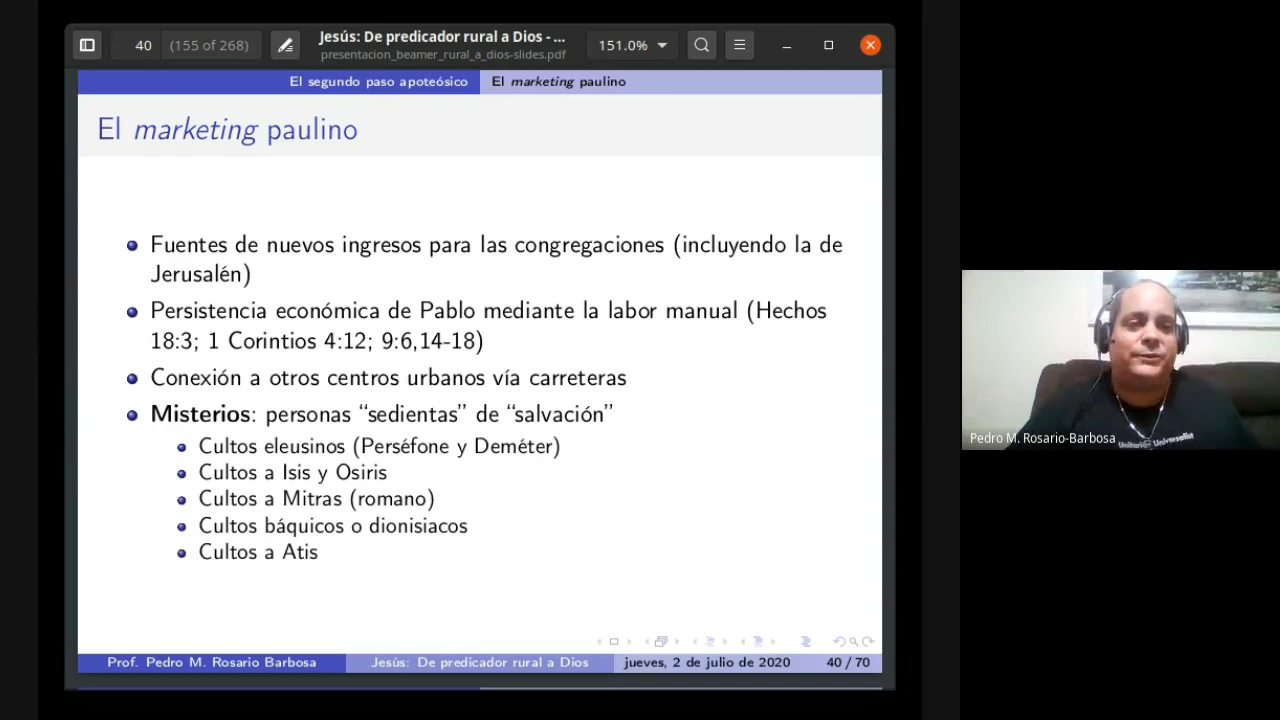 40 (155 of 268)
Jesús: De predicador rural a Dios - ...
presentacion_beamer_rural_a_dios-slides.pdf
151.0%
El segundo paso apoteósico El marketing paulino
El marketing paulino
Fuentes de nuevos ingresos para las congregaciones (incluyendo la de
Jerusalén)
Persistencia económica de Pablo mediante la labor manual (Hechos
18:3; 1 Corintios 4:12; 9:6,14-18)
Conexión a otros centros urbanos vía carreteras
Misterios: personas “sedientas” de “salvación”
Cultos eleusinos (Perséfone y Deméter)
Cultos a Isis y Osiris
Cultos a Mitras (romano)
Cultos báquicos o dionisiacos
Cultos a Atis
Prof. Pedro M. Rosario Barbosa Jesús: De predicador rural a Dios jueves, 2 de julio de 2020 40 / 70
Pedro M. Rosario-Barbosa
Unitarian Universalist